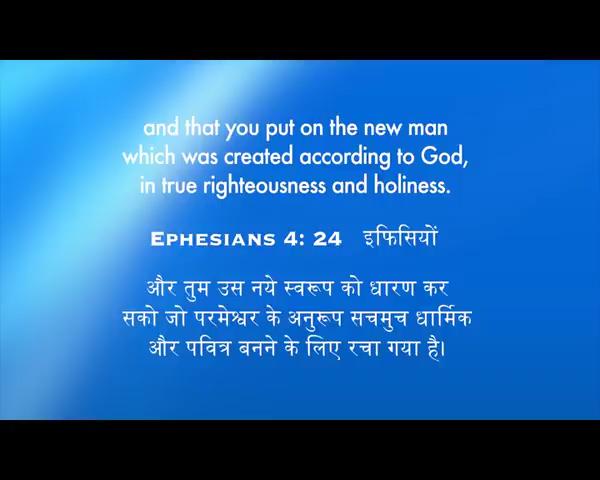 and that you put on the new man
which was created according to God,
in true righteousness and holiness.
EPHESIANS 4: 24 इफिसियों
और तुम उस नये स्वरूप को धारण कर
सको जो परमेश्वर के अनुरूप सचमुच धार्मिक
और पवित्र बनने के लिए रचा गया है।